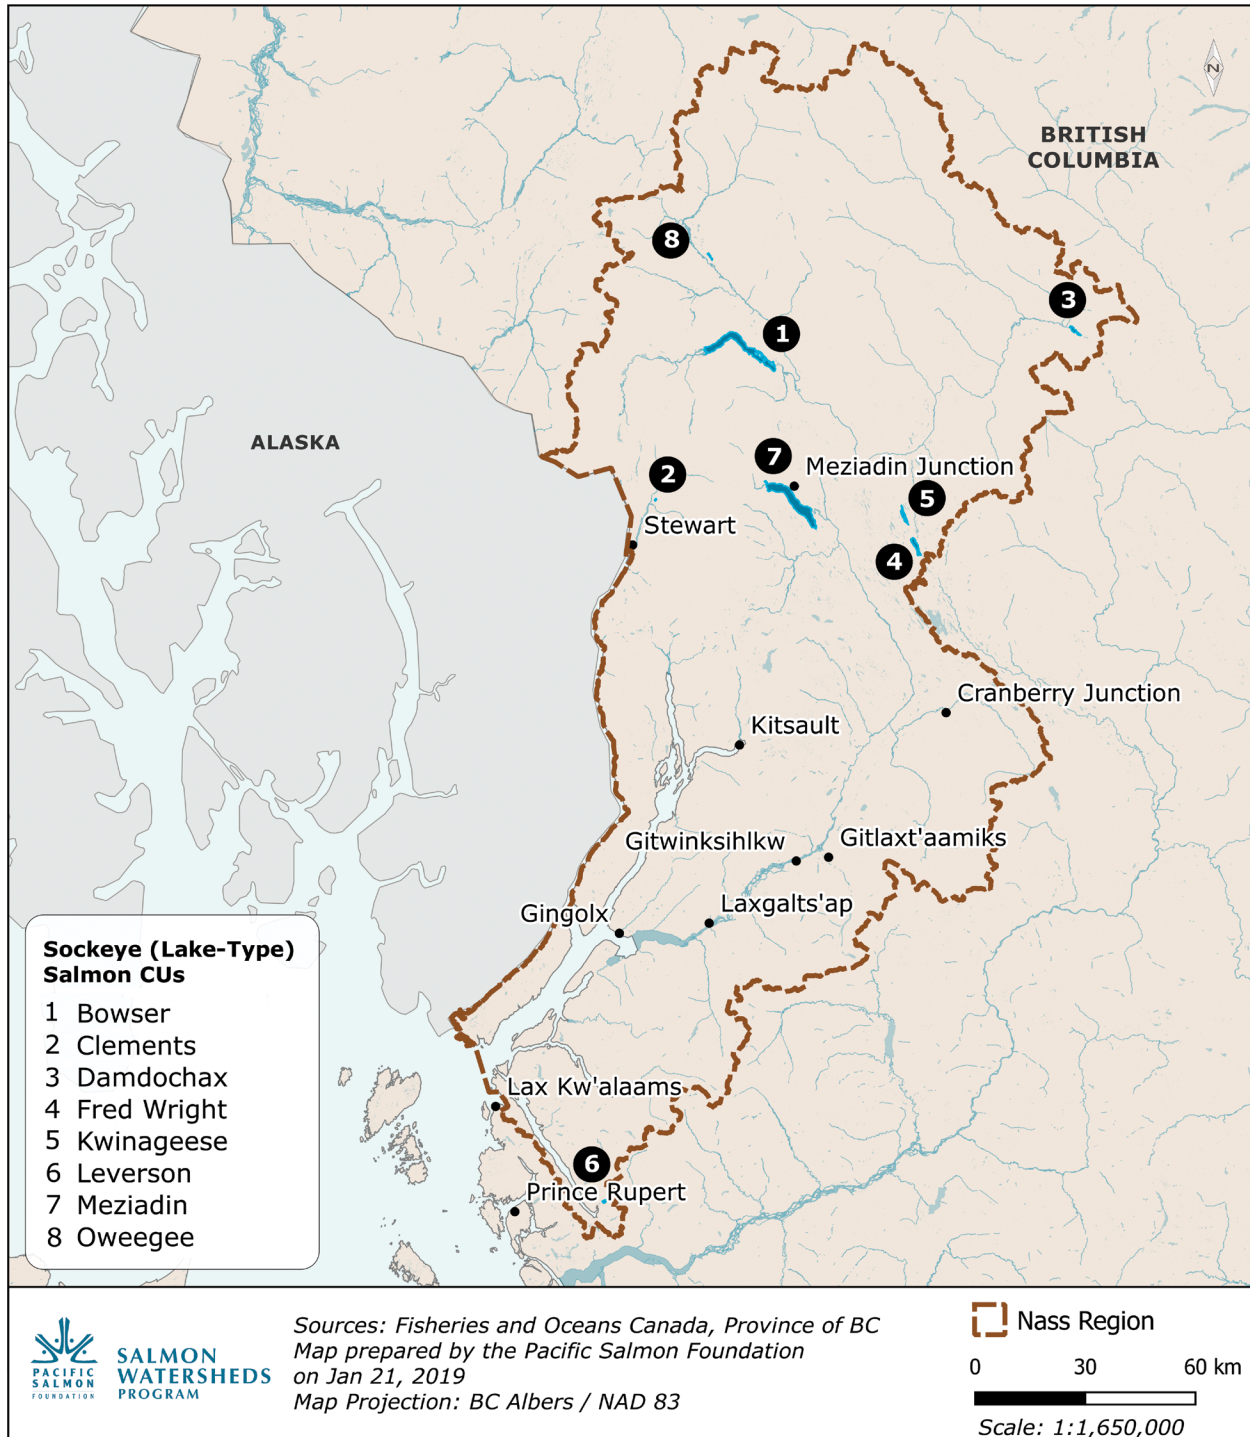 N
BRITISH
COLUMBIA
8
3
1
ALASKA
7
Meziadin Junction
2
5
Stewart
4
Cranberry Junction
Kitsault
Gitwinksihlkw
Gitlaxt'aamiks
Laxgalts'ap
Gingolx
Lax Kw'alaams
6
Prince Rupert
Sockeye (Lake-Type)
Salmon CUs
1 Bowser
2 Clements
3 Damdochax
4 Fred Wright
5 Kwinageese
6 Leverson
7 Meziadin
8 Oweegee
PACIFIC
SALMON
FOUNDATION
SALMON
WATERSHEDS
PROGRAM
Sources: Fisheries and Oceans Canada, Province of BC
Map prepared by the Pacific Salmon Foundation
on Jan 21, 2019
Map Projection: BC Albers / NAD 83
Nass Region
0 30 60 km
Scale: 1:1,650,000